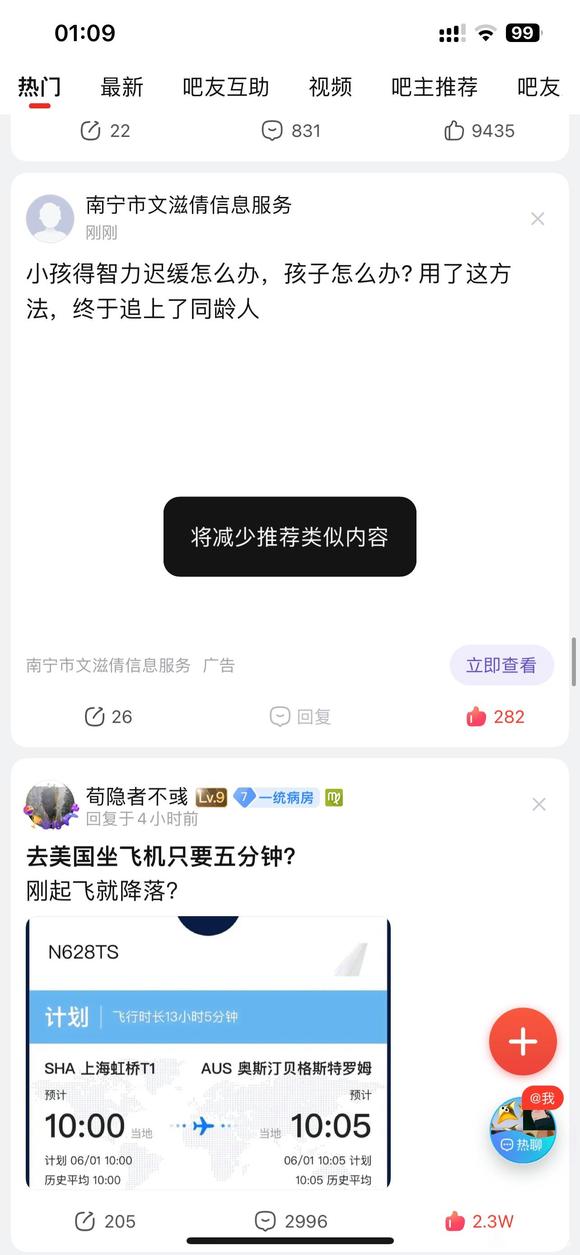 01:09
99
热门 最新 吧友互助 视频 吧主推荐 吧友
22 831 9435
南宁市文滋倩信息服务
刚刚
小孩得智力迟缓怎么办，孩子怎么办？用了这方
法，终于追上了同龄人
将减少推荐类似内容
南宁市文滋倩信息服务 广告
立即查看
26 回复 282
荀隐者不彧 Lv.9 7 一统病房
回复于4小时前
去美国坐飞机只要五分钟？
刚起飞就降落？
N628TS
计划 飞行时长13小时5分钟
SHA 上海虹桥T1 AUS 奥斯汀贝格斯特罗姆
预计 预计
10:00 当地 当地 10:05
计划 06/01 10:00 06/01 10:05 计划
历史平均 10:00 10:05 历史平均
@我
热聊
205 2996 2.3W